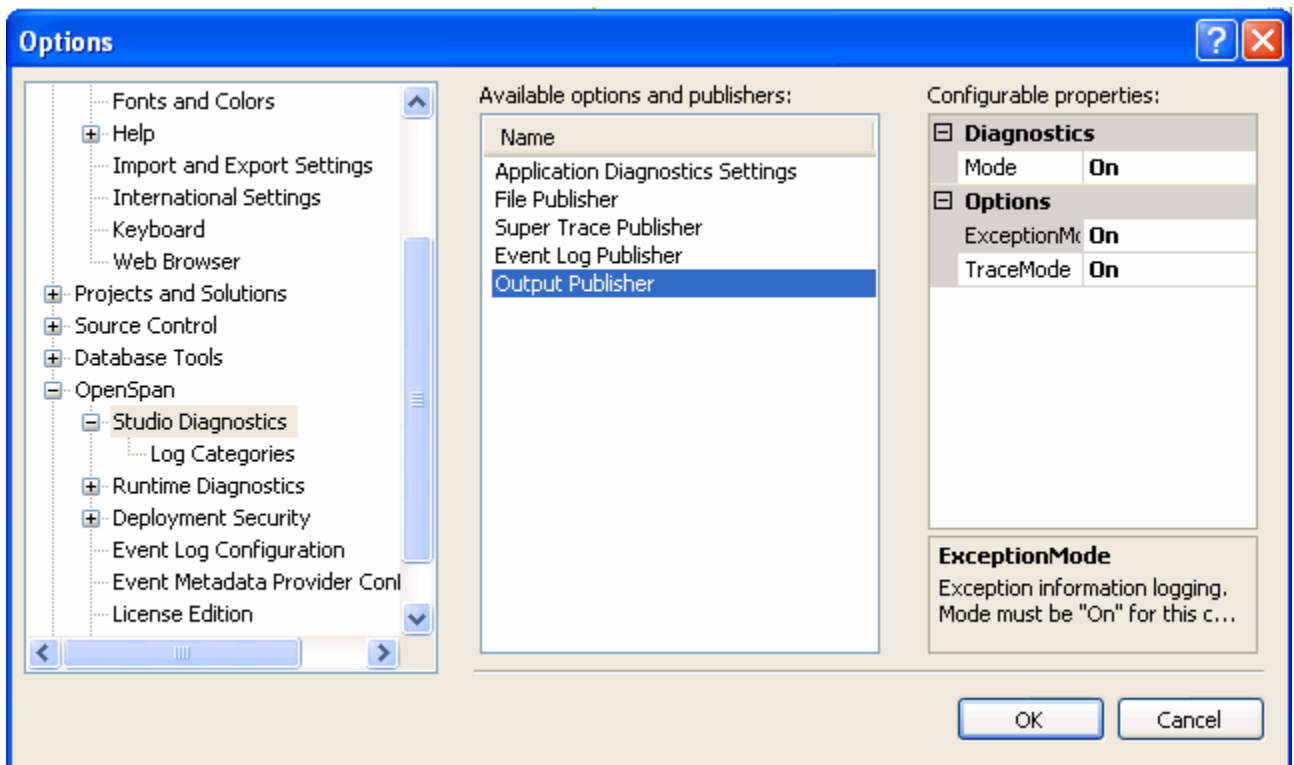 Options
Fonts and Colors
Help
Import and Export Settings
International Settings
Keyboard
Web Browser
Projects and Solutions
Source Control
Database Tools
OpenSpan
Studio Diagnostics
Log Categories
Runtime Diagnostics
Deployment Security
Event Log Configuration
Event Metadata Provider Conf
License Edition
Available options and publishers:
Name
Application Diagnostics Settings
File Publisher
Super Trace Publisher
Event Log Publisher
Output Publisher
Configurable properties:
Diagnostics
Mode On
Options
ExceptionMo On
TraceMode On
ExceptionMode
Exception information logging.
Mode must be "On" for this c...
OK
Cancel